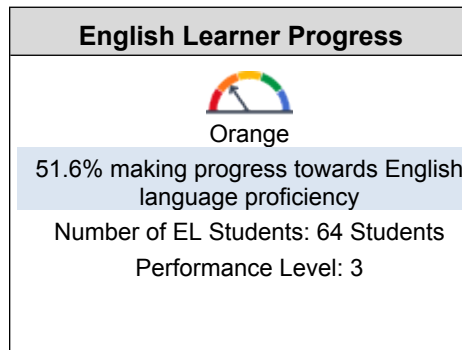 English Learner Progress
Orange
51.6% making progress towards English
language proficiency
Number of EL Students: 64 Students
Performance Level: 3